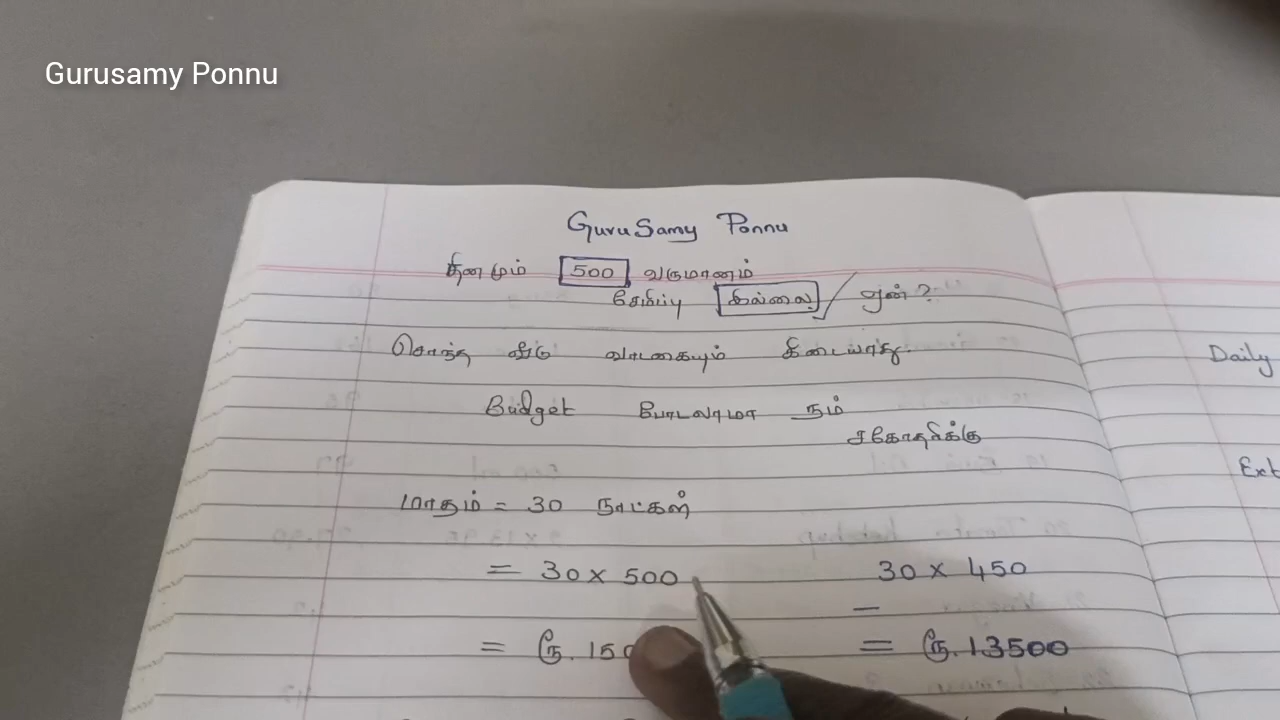 Gurusamy Ponnu
GuruSamy Ponnu
தினமும் 500 வருமானம்
சேமிப்பு இல்லை / ஏன்?
சொந்த வீடு வாடகையும் கிடையாது.
Budget போடலாமா நம்
சகோதரிக்கு
மாதம் = 30 நாட்கள்
= 30 x 500
= ரூ. 150
30 x 450
= ரூ. 13500
Daily
Ext